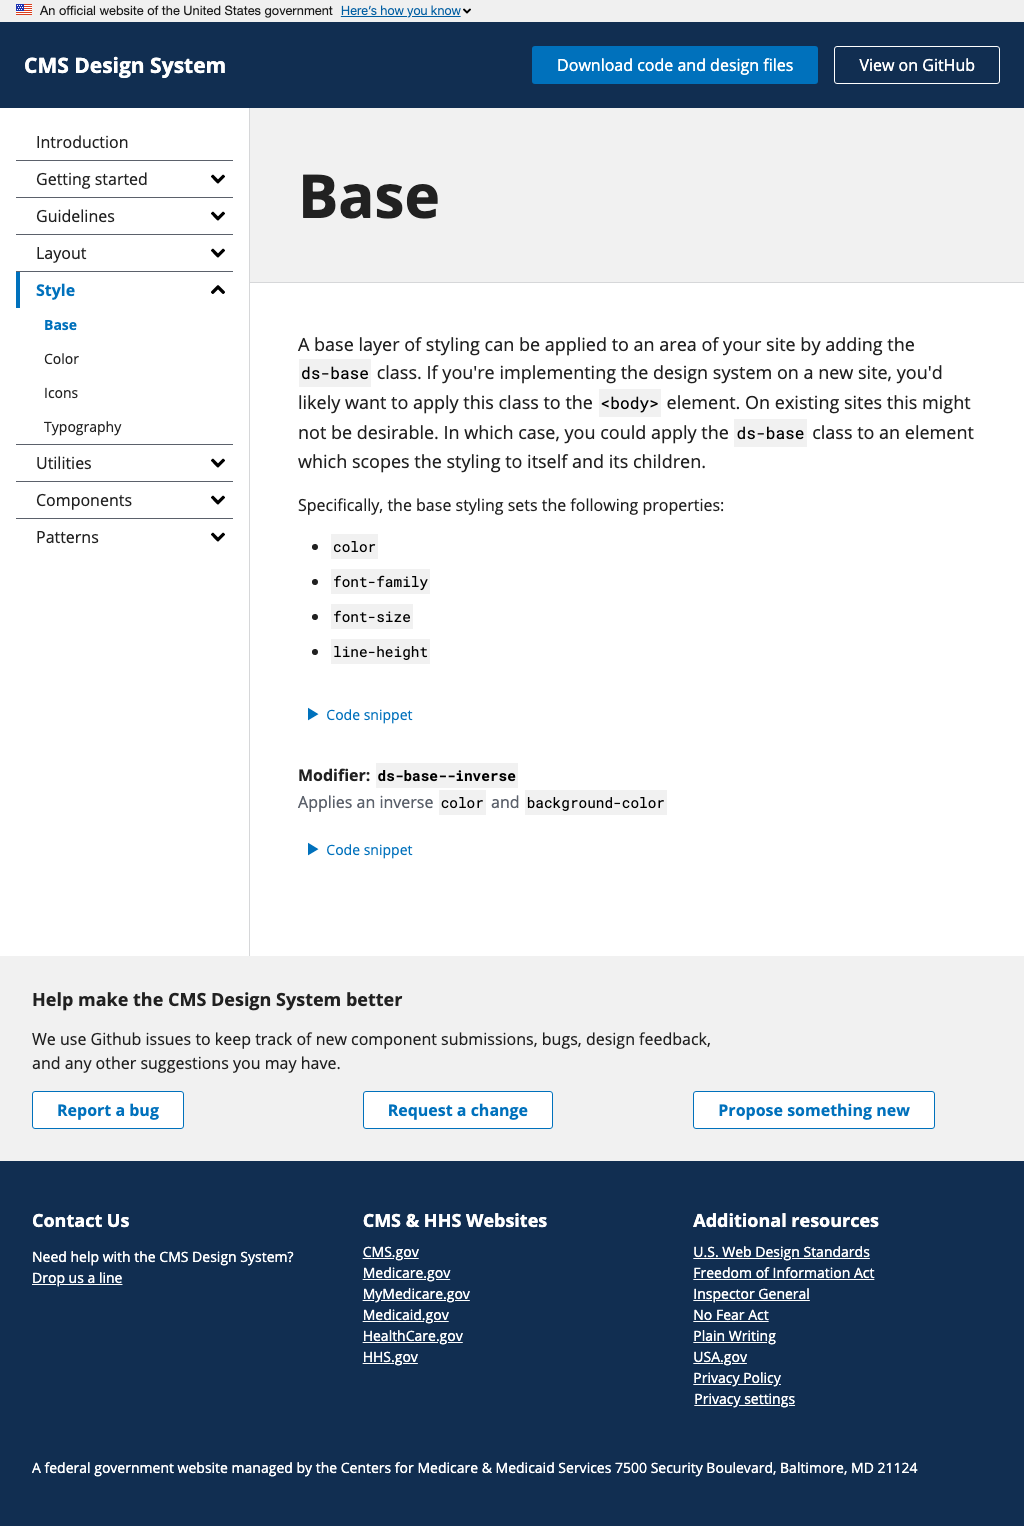 An official website of the United States government Here's how you know
CMS Design System
Download code and design files
View on GitHub
Introduction
Getting started
Guidelines
Layout
Style
Base
Color
Icons
Typography
Utilities
Components
Patterns
Base
A base layer of styling can be applied to an area of your site by adding the
ds-base class. If you're implementing the design system on a new site, you'd
likely want to apply this class to the <body> element. On existing sites this might
not be desirable. In which case, you could apply the ds-base class to an element
which scopes the styling to itself and its children.
Specifically, the base styling sets the following properties:
color
font-family
font-size
line-height
Code snippet
Modifier: ds-base--inverse
Applies an inverse color and background-color
Code snippet
Help make the CMS Design System better
We use Github issues to keep track of new component submissions, bugs, design feedback,
and any other suggestions you may have.
Report a bug
Request a change
Propose something new
Contact Us
Need help with the CMS Design System?
Drop us a line
CMS & HHS Websites
CMS.gov
Medicare.gov
MyMedicare.gov
Medicaid.gov
HealthCare.gov
HHS.gov
Additional resources
U.S. Web Design Standards
Freedom of Information Act
Inspector General
No Fear Act
Plain Writing
USA.gov
Privacy Policy
Privacy settings
A federal government website managed by the Centers for Medicare & Medicaid Services 7500 Security Boulevard, Baltimore, MD 21124